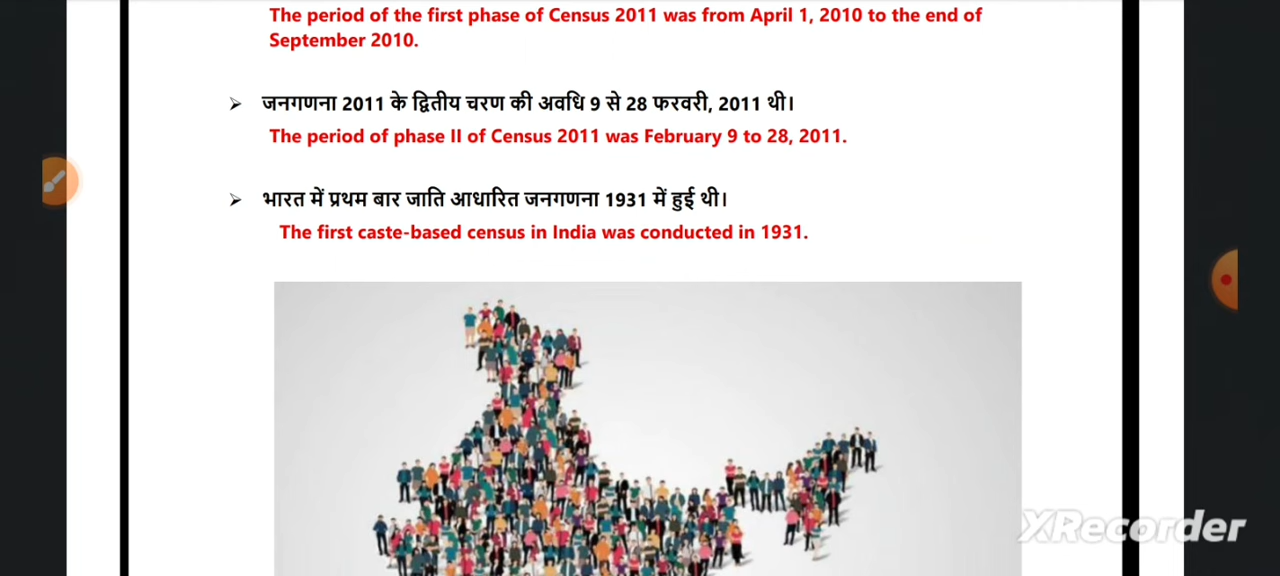 The period of the first phase of Census 2011 was from April 1, 2010 to the end of
September 2010.
➢ जनगणना 2011 के द्वितीय चरण की अवधि 9 से 28 फरवरी, 2011 थी।
The period of phase II of Census 2011 was February 9 to 28, 2011.
➢ भारत में प्रथम बार जाति आधारित जनगणना 1931 में हुई थी।
The first caste-based census in India was conducted in 1931.
XRecorder